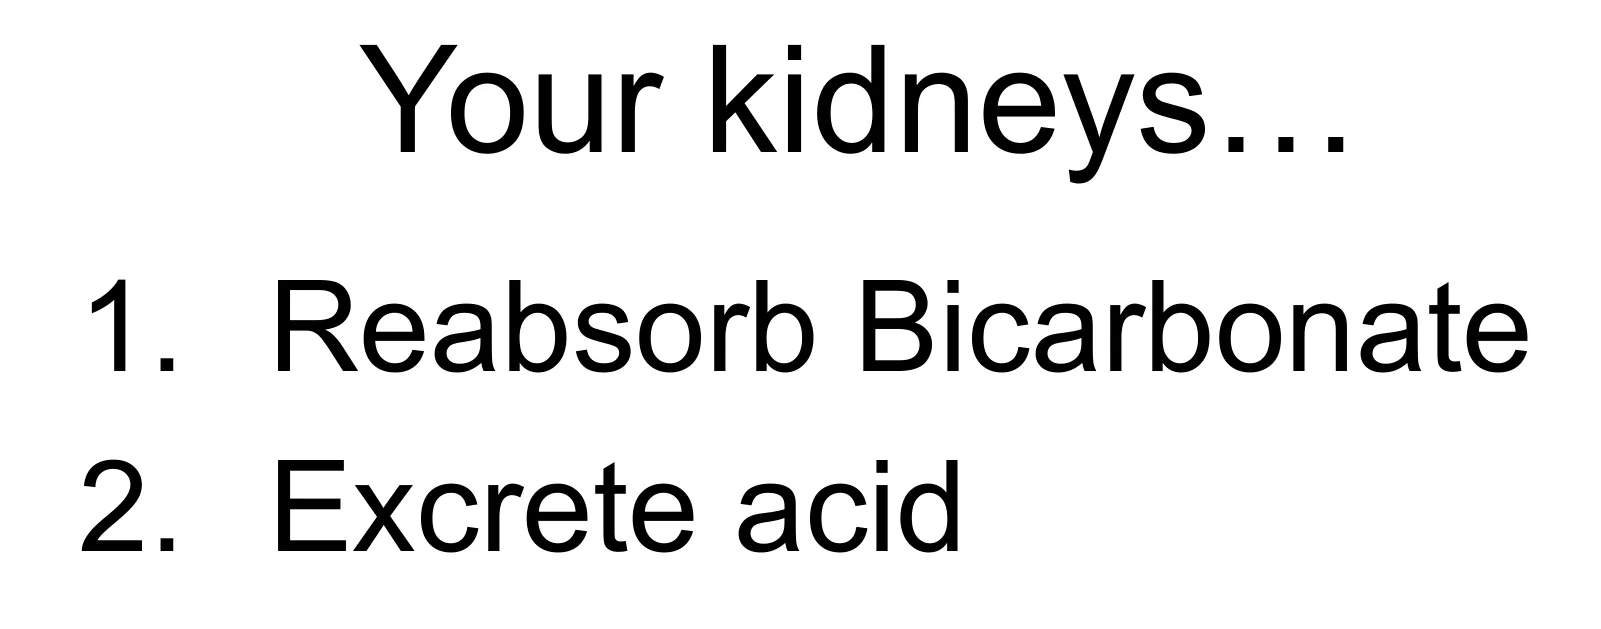 Your kidneys…
1. Reabsorb Bicarbonate
2. Excrete acid